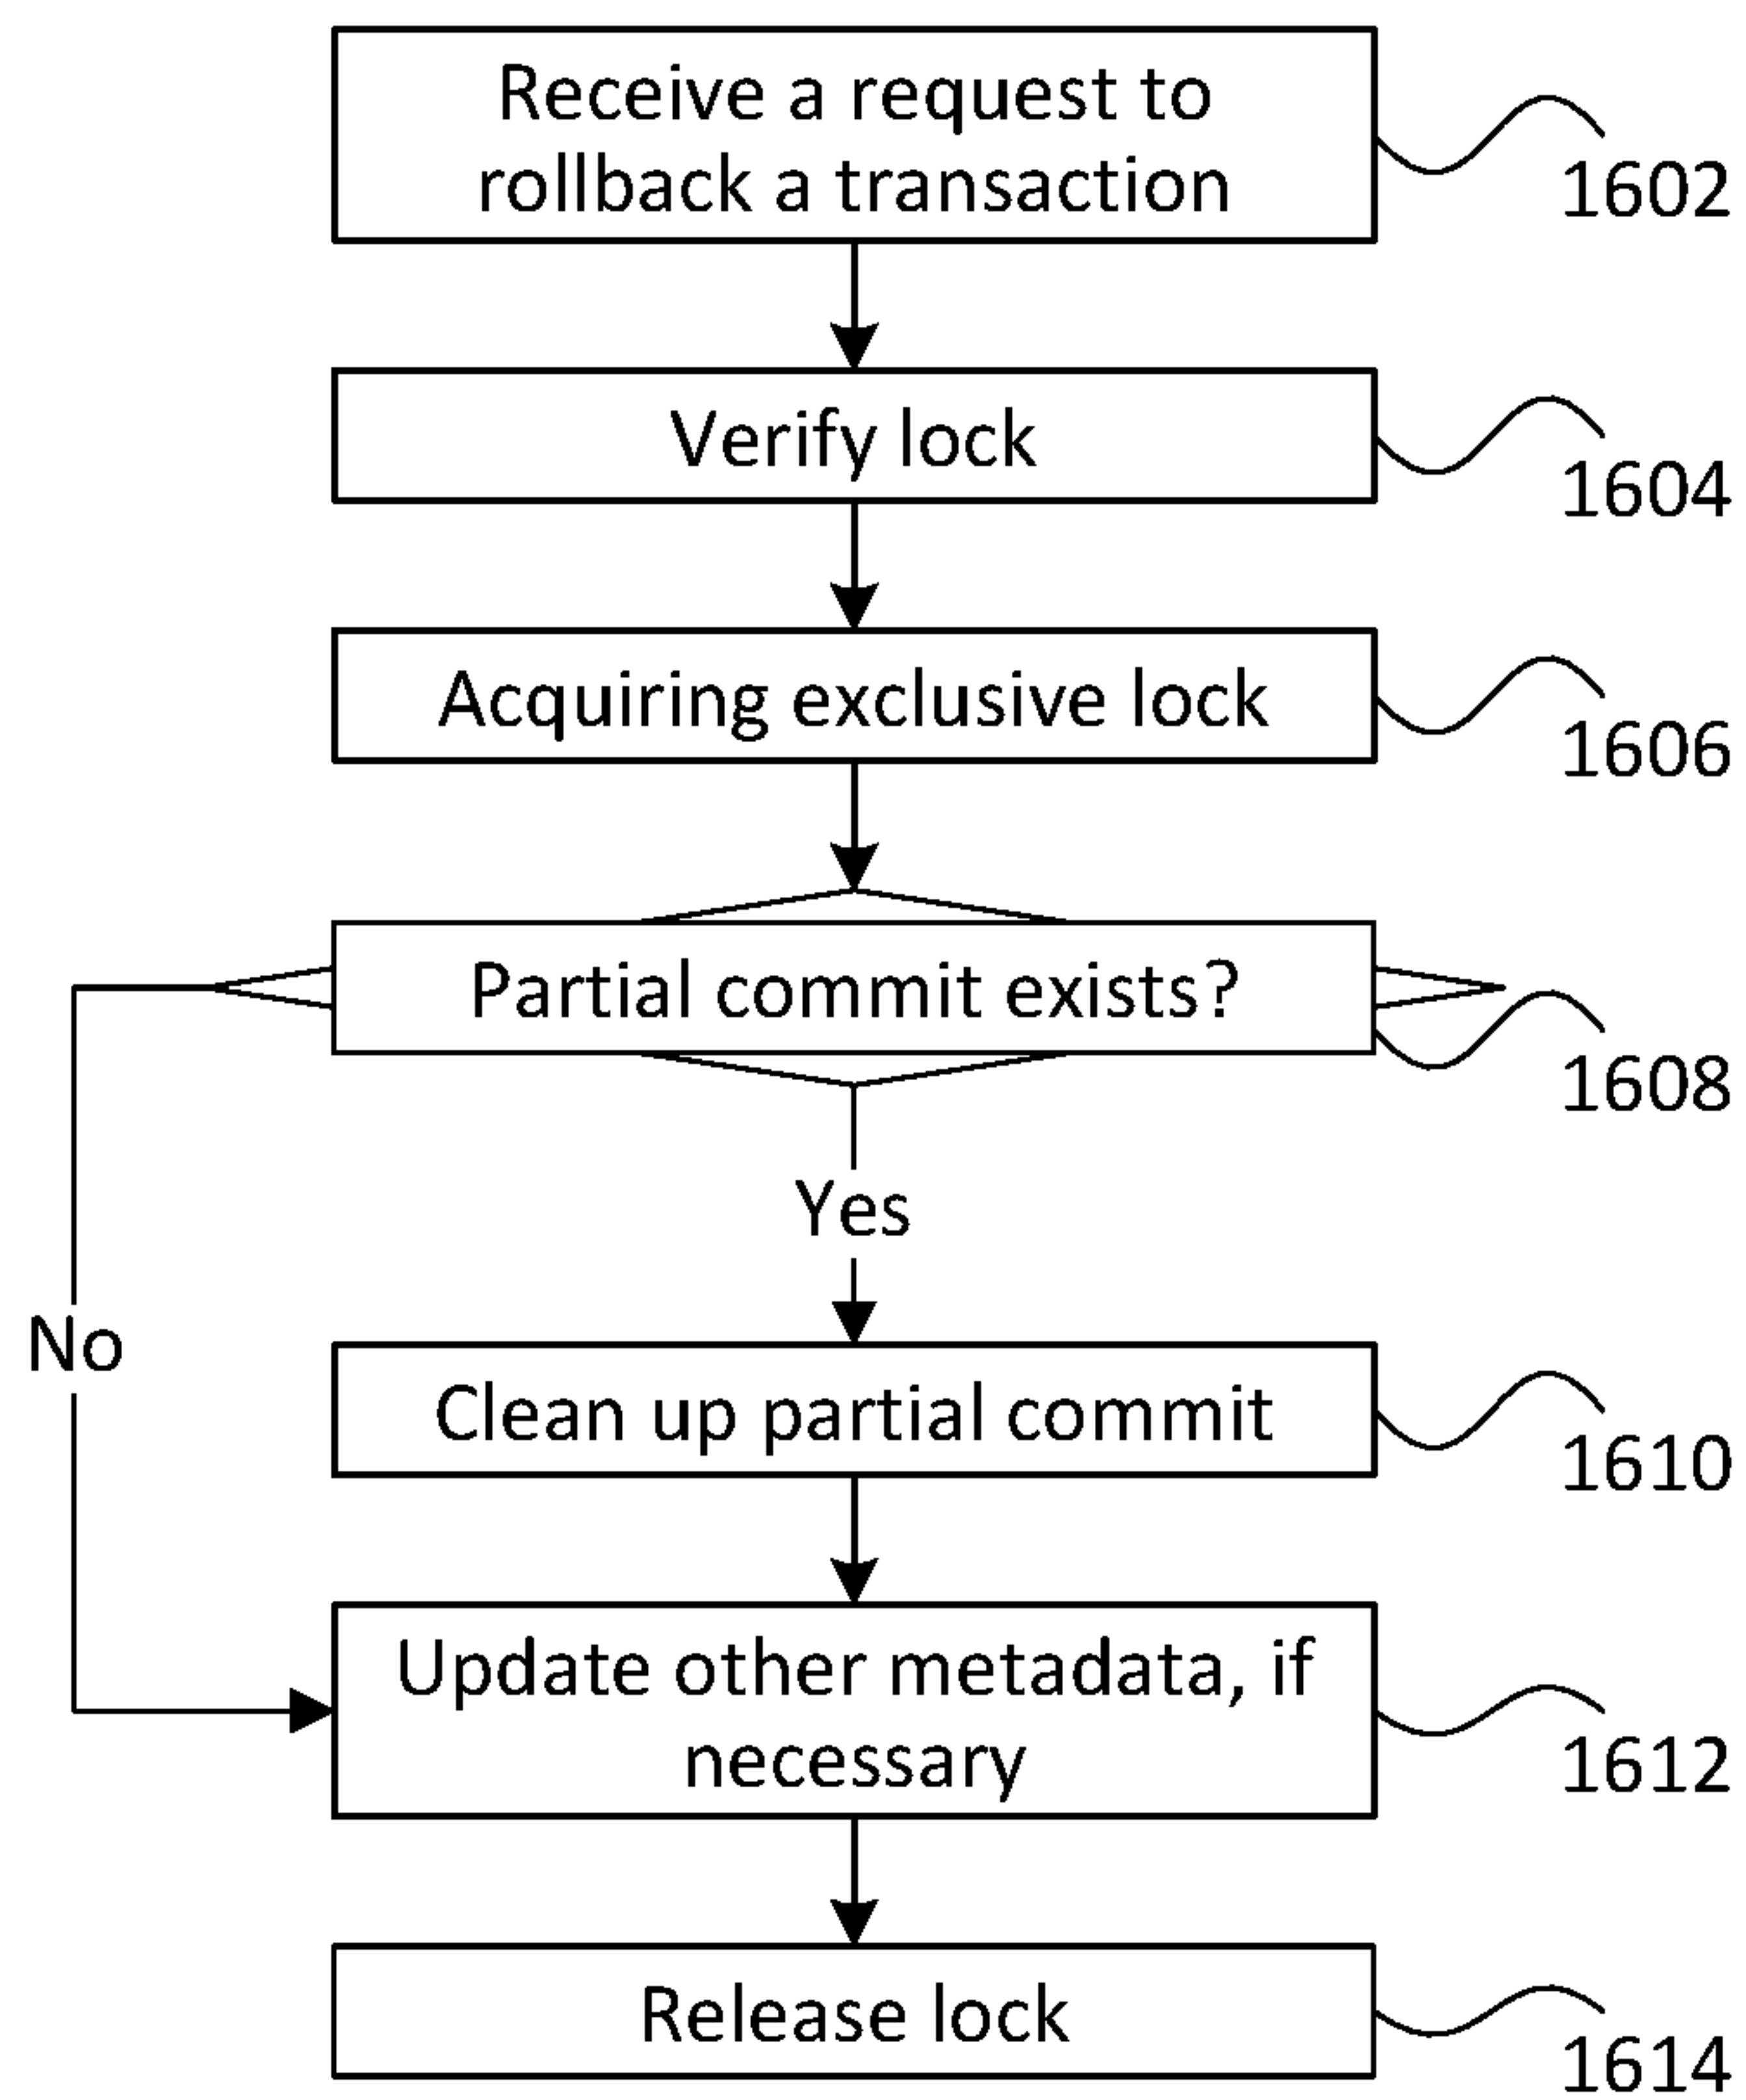 Receive a request to
rollback a transaction
1602
Verify lock
1604
Acquiring exclusive lock
1606
Partial commit exists?
1608
Yes
No
Clean up partial commit
1610
Update other metadata, if
necessary
1612
Release lock
1614